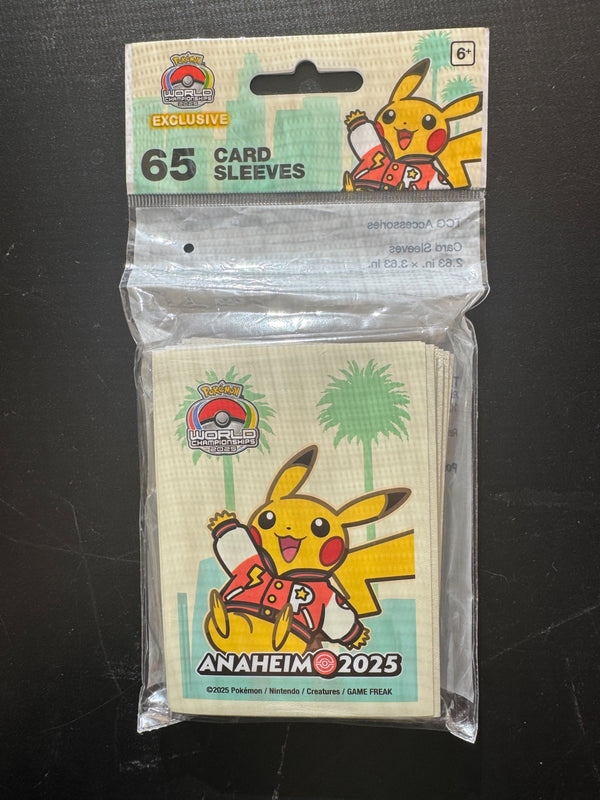 Pokémon
WORLD
CHAMPIONSHIPS
2025
EXCLUSIVE
6+
65 CARD
SLEEVES
TCG Accessories
Card Sleeves
2.63 in. × 3.63 in.
Pokémon
WORLD
CHAMPIONSHIPS
2025
P
ANAHEIM 2025
©2025 Pokémon / Nintendo / Creatures / GAME FREAK